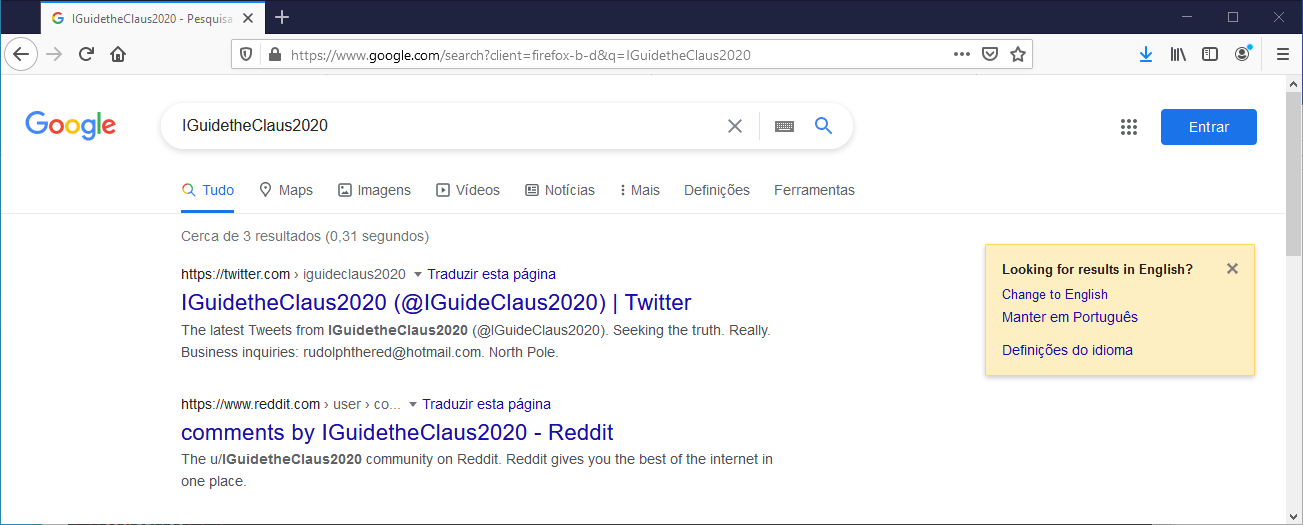 IGuidetheClaus2020 - Pesquisa
https://www.google.com/search?client=firefox-b-d&q=IGuidetheClaus2020
Google
IGuidetheClaus2020
Entrar
Tudo Maps Imagens Vídeos Notícias Mais Definições Ferramentas
Cerca de 3 resultados (0,31 segundos)
https://twitter.com › iguideclaus2020 Traduzir esta página
IGuidetheClaus2020 (@IGuideClaus2020) | Twitter
The latest Tweets from IGuidetheClaus2020 (@IGuideClaus2020). Seeking the truth. Really.
Business inquiries: rudolphthered@hotmail.com. North Pole.
https://www.reddit.com › user › co... Traduzir esta página
comments by IGuidetheClaus2020 - Reddit
The u/IGuidetheClaus2020 community on Reddit. Reddit gives you the best of the internet in
one place.
Looking for results in English?
Change to English
Manter em Português
Definições do idioma